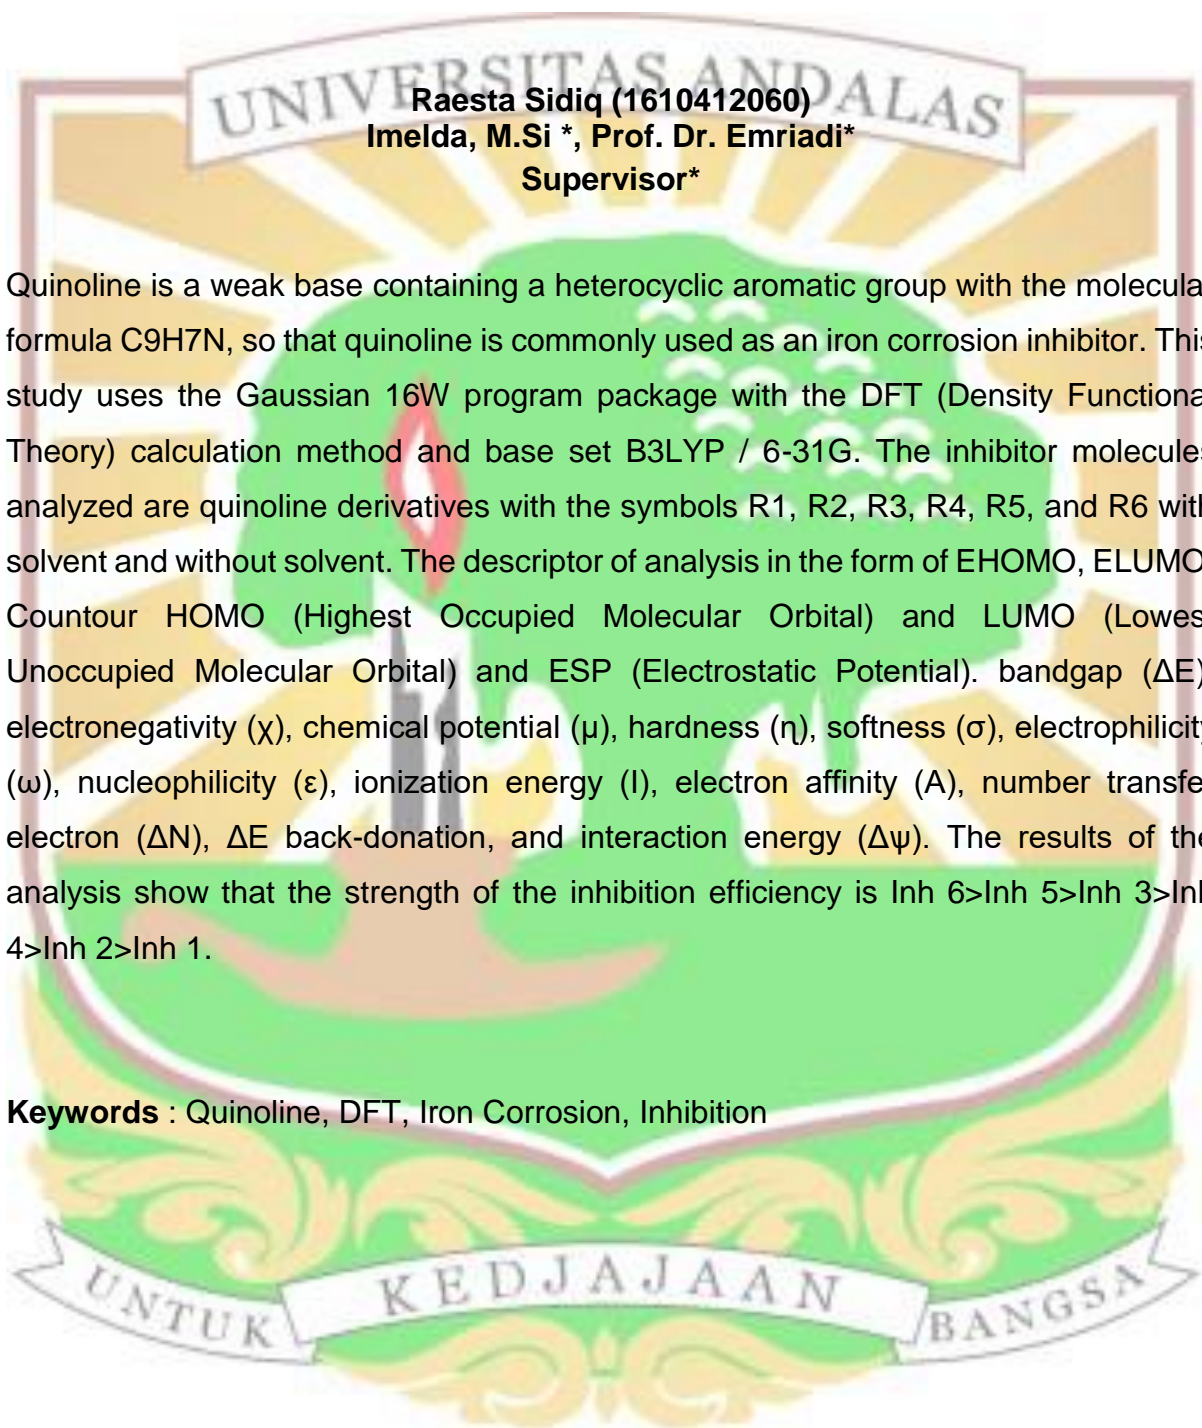 UNIVERSITAS ANDALAS
Raesta Sidiq (1610412060)
Imelda, M.Si *, Prof. Dr. Emriadi*
Supervisor*
Quinoline is a weak base containing a heterocyclic aromatic group with the molecula
formula C9H7N, so that quinoline is commonly used as an iron corrosion inhibitor. This
study uses the Gaussian 16W program package with the DFT (Density Functiona
Theory) calculation method and base set B3LYP / 6-31G. The inhibitor molecules
analyzed are quinoline derivatives with the symbols R1, R2, R3, R4, R5, and R6 with
solvent and without solvent. The descriptor of analysis in the form of EHOMO, ELUMO
Countour HOMO (Highest Occupied Molecular Orbital) and LUMO (Lowes
Unoccupied Molecular Orbital) and ESP (Electrostatic Potential). bandgap (ΔE)
electronegativity (χ), chemical potential (μ), hardness (η), softness (σ), electrophilicity
(ω), nucleophilicity (ε), ionization energy (I), electron affinity (A), number transfe
electron (ΔN), ΔE back-donation, and interaction energy (Δψ). The results of the
analysis show that the strength of the inhibition efficiency is Inh 6>Inh 5>Inh 3>Inh
4>Inh 2>Inh 1.
Keywords : Quinoline, DFT, Iron Corrosion, Inhibition
UNTUK KEDJAJAAN BANGSA